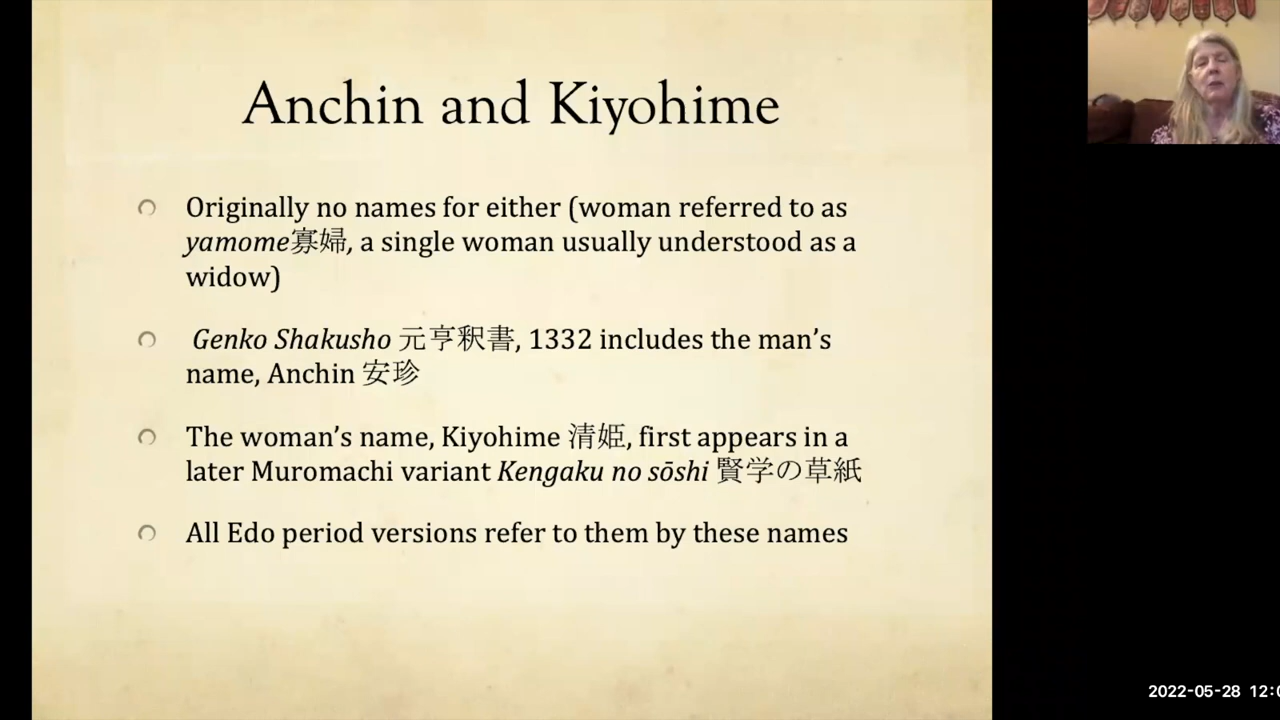 Anchin and Kiyohime
Originally no names for either (woman referred to as
yamome寡婦, a single woman usually understood as a
widow)
Genko Shakusho 元亨釈書, 1332 includes the man’s
name, Anchin 安珍
The woman’s name, Kiyohime 清姫, first appears in a
later Muromachi variant Kengaku no sōshi 賢学の草紙
All Edo period versions refer to them by these names
2022-05-28 12:0